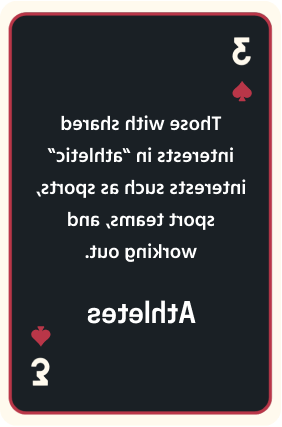 3
Those with shared
interests in “athletic”
interests such as sports,
sport teams, and
working out.
Athletes
3